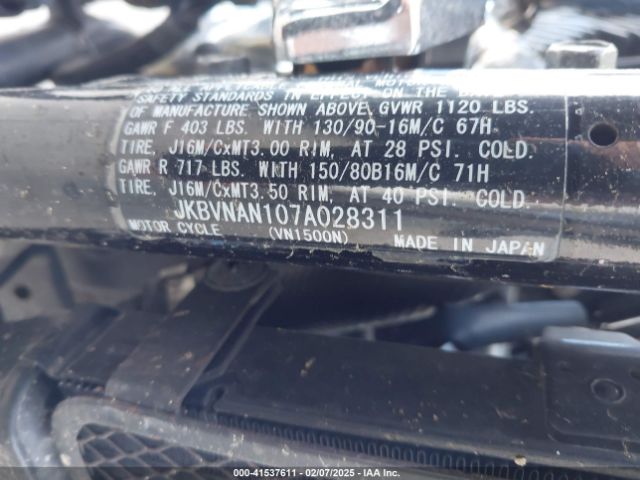 SAFETY STANDARDS IN EFFECT ON THE DATE
OF MANUFACTURE SHOWN ABOVE GVWR 1120 LBS.
GAWR F 403 LBS. WITH 130/90-16M/C 67H
TIRE, J16M/CxMT3.00 RIM, AT 28 PSI. COLD.
GAWR R 717 LBS. WITH 150/80B16M/C 71H
TIRE, J16M/CxMT3.50 RIM, AT 40 PSI. COLD.
JKBVNAN107A028311
MOTOR CYCLE (VN1500N) MADE IN JAPAN
000-41537611 - 02/07/2025 - IAA Inc.